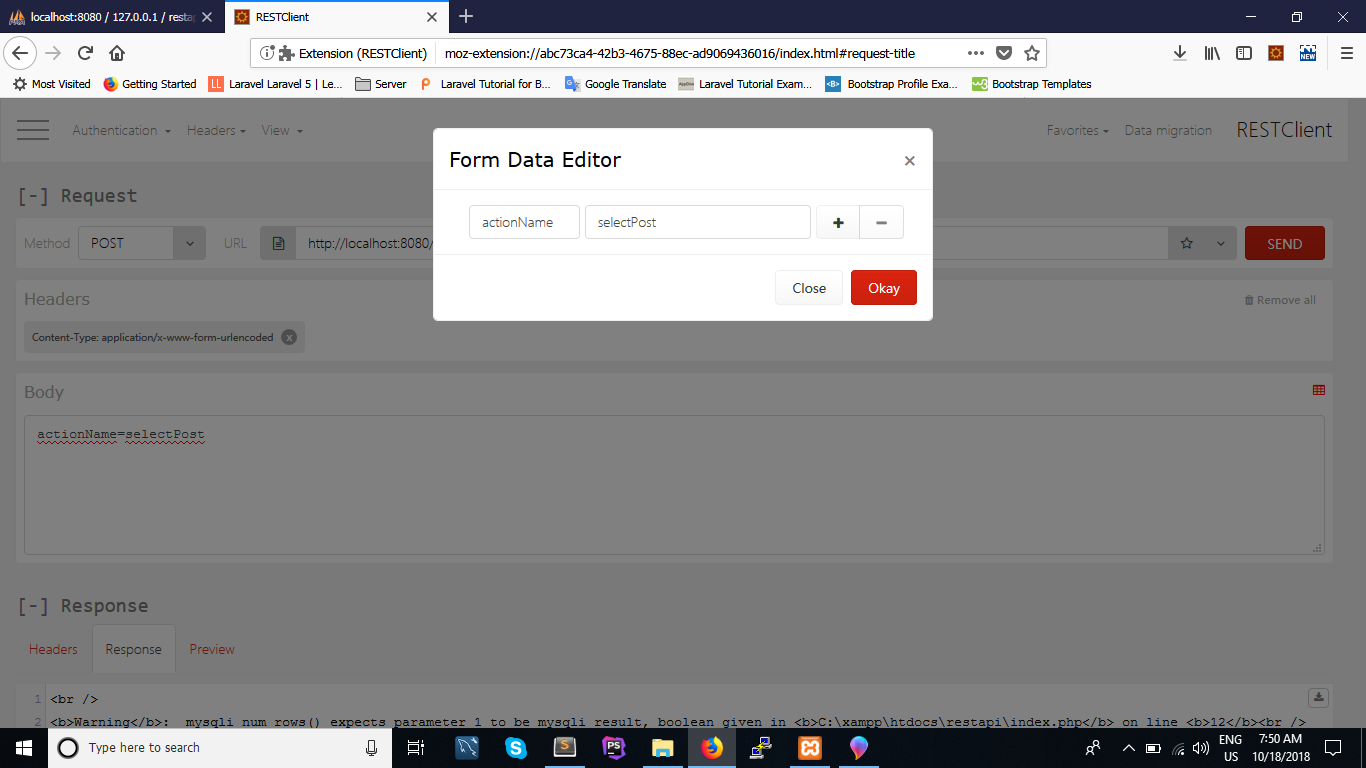 localhost:8080 / 127.0.0.1 / resta
RESTClient
Extension (RESTClient)
moz-extension://abc73ca4-42b3-4675-88ec-ad9069436016/index.html#request-title
Most Visited
Getting Started
LL
Laravel Laravel 5 | Le...
Server
Laravel Tutorial for B...
Google Translate
Laravel Tutorial Exam...
Bootstrap Profile Exa...
Bootstrap Templates
Authentication
Headers
View
Favorites
Data migration
RESTClient
Form Data Editor
×
actionName
selectPost
Close
Okay
[-] Request
Method
POST
URL
http://localhost:8080/
SEND
Headers
Remove all
Content-Type: application/x-www-form-urlencoded
x
Body
actionName=selectPost
[-] Response
Headers
Response
Preview
1 <br />
2 <b>Warning</b>:  mysqli_num_rows() expects parameter 1 to be mysqli_result, boolean given in <b>C:\xampp\htdocs\restapi\index.php</b> on line <b>12</b><br />
Type here to search
ENG
US
7:50 AM
10/18/2018